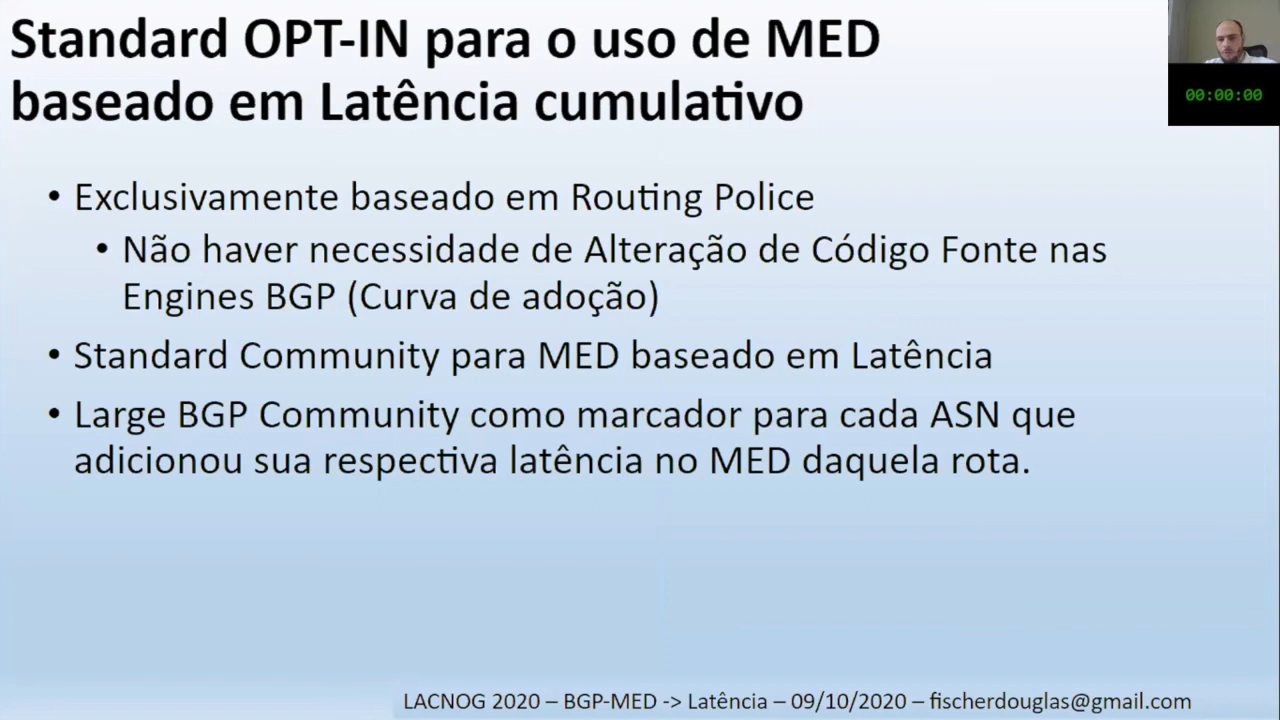 Standard OPT-IN para o uso de MED
baseado em Latência cumulativo
00:00:00
• Exclusivamente baseado em Routing Police
• Não haver necessidade de Alteração de Código Fonte nas
Engines BGP (Curva de adoção)
• Standard Community para MED baseado em Latência
• Large BGP Community como marcador para cada ASN que
adicionou sua respectiva latência no MED daquela rota.
LACNOG 2020 – BGP-MED -> Latência – 09/10/2020 – fischerdouglas@gmail.com